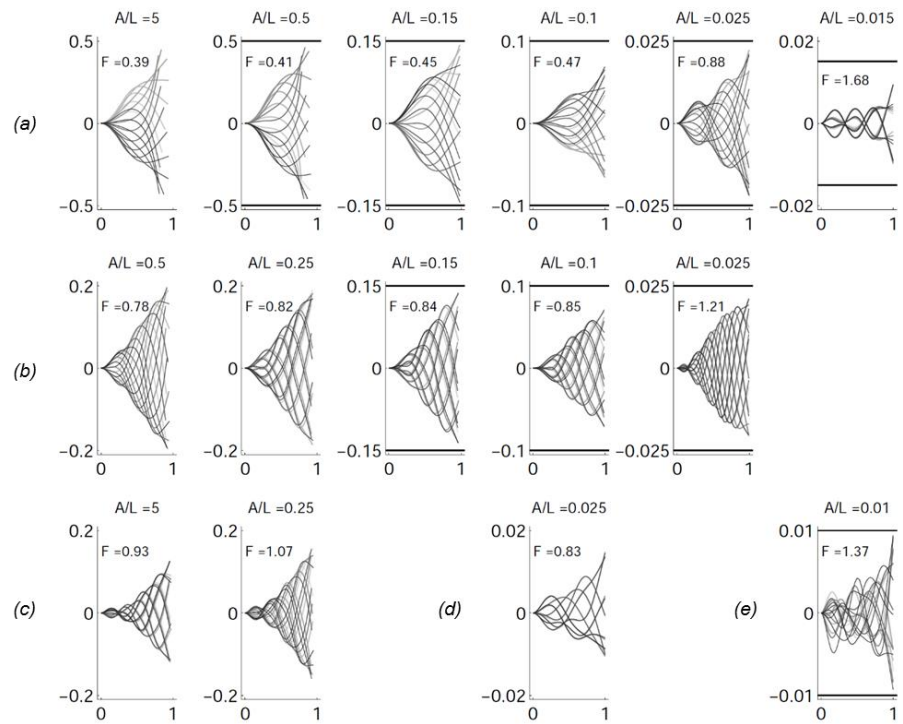 A/L =5 A/L =0.5 A/L =0.15 A/L =0.1 A/L =0.025 A/L =0.015
0.5 0.5 0.15 0.1 0.025 0.02
F =0.39 F =0.41 F =0.45 F =0.47 F =0.88 F =1.68
(a) 0 0 0 0 0 0
−0.5 −0.5 −0.15 −0.1 −0.025 −0.02
0 1 0 1 0 1 0 1 0 1 0 1
A/L =0.5 A/L =0.25 A/L =0.15 A/L =0.1 A/L =0.025
0.2 0.2 0.15 0.1 0.025
F =0.78 F =0.82 F =0.84 F =0.85 F =1.21
(b) 0 0 0 0 0
−0.2 −0.2 −0.15 −0.1 −0.025
0 1 0 1 0 1 0 1 0 1
A/L =5 A/L =0.25 A/L =0.025 A/L =0.01
0.2 0.2 0.02 0.01
F =0.93 F =1.07 F =0.83 F =1.37
(c) 0 0 (d) 0 (e) 0
−0.2 −0.2 −0.02 −0.01
0 1 0 1 0 1 0 1